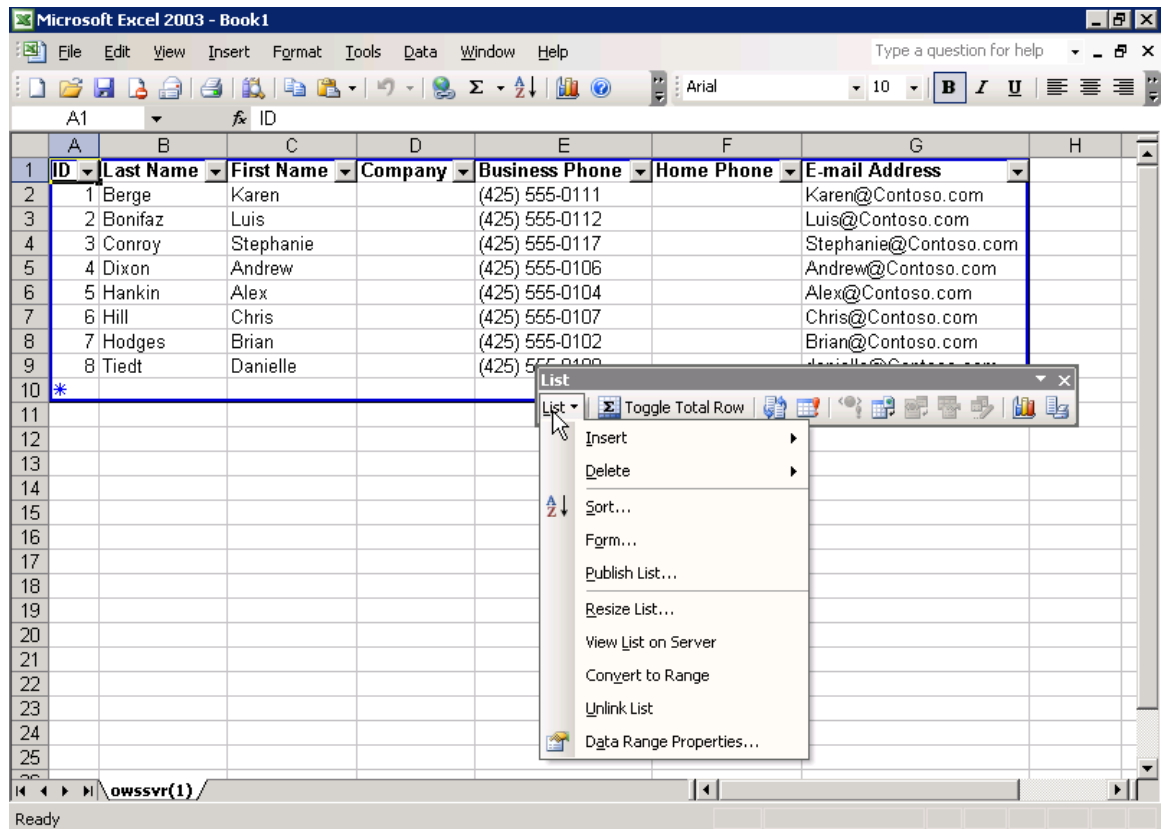 Microsoft Excel 2003 - Book1
File Edit View Insert Format Tools Data Window Help Type a question for help
Arial 10 B I U
A1 fx ID
A B C D E F G H
1 ID Last Name First Name Company Business Phone Home Phone E-mail Address
2 1 Berge Karen (425) 555-0111 Karen@Contoso.com
3 2 Bonifaz Luis (425) 555-0112 Luis@Contoso.com
4 3 Conroy Stephanie (425) 555-0117 Stephanie@Contoso.com
5 4 Dixon Andrew (425) 555-0106 Andrew@Contoso.com
6 5 Hankin Alex (425) 555-0104 Alex@Contoso.com
7 6 Hill Chris (425) 555-0107 Chris@Contoso.com
8 7 Hodges Brian (425) 555-0102 Brian@Contoso.com
9 8 Tiedt Danielle (425)
List
10 *
List Σ Toggle Total Row
11
12 Insert
13 Delete
14
15 Sort...
16 Form...
17
18 Publish List...
19 Resize List...
20 View List on Server
21
22 Convert to Range
23 Unlink List
24 Data Range Properties...
25
owssvr(1)
Ready